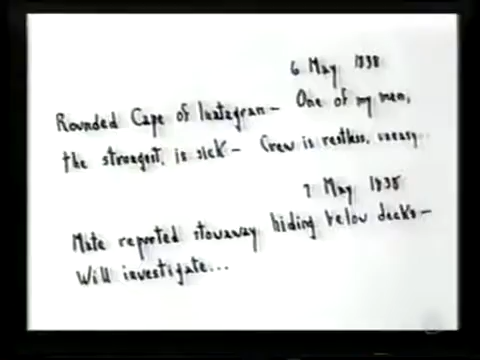 6 May 1838
Rounded Cape of — One of my men,
the strongest, is sick — Crew is restless, uneasy
7 May 1838
Mate reported stowaway hiding below decks —
Will investigate...